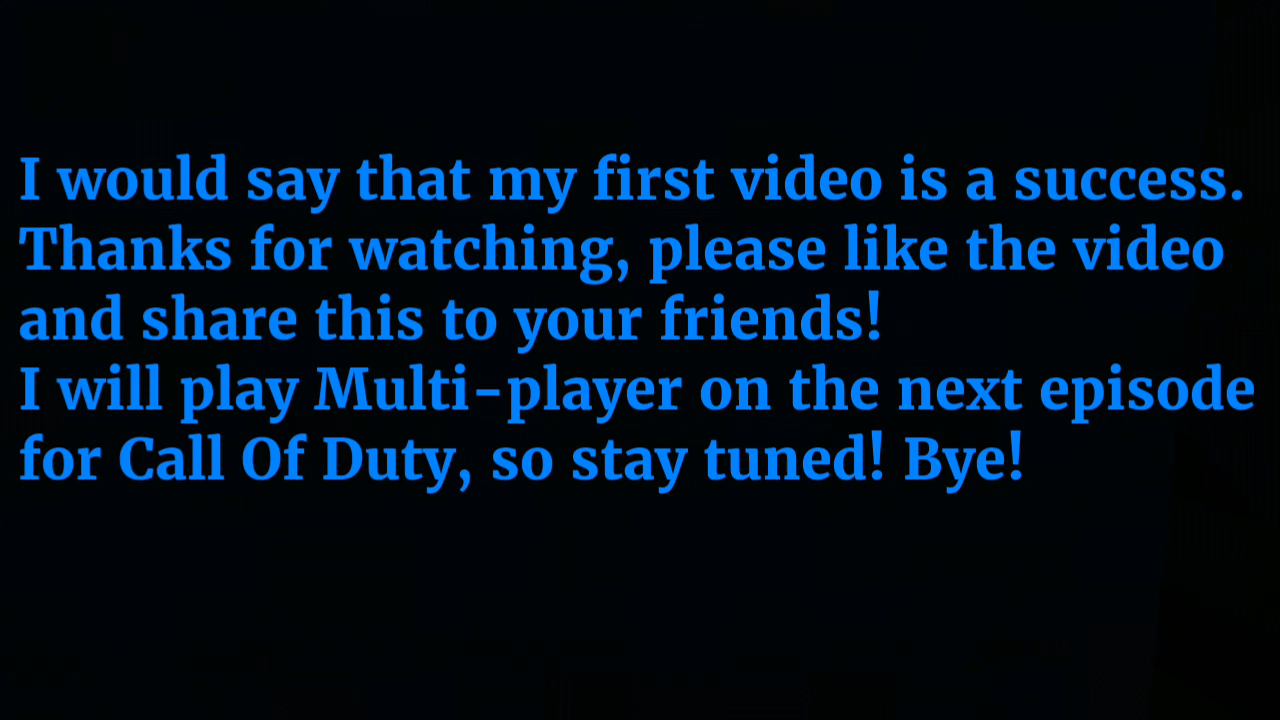 I would say that my first video is a success.
Thanks for watching, please like the video
and share this to your friends!
I will play Multi-player on the next episode
for Call Of Duty, so stay tuned! Bye!